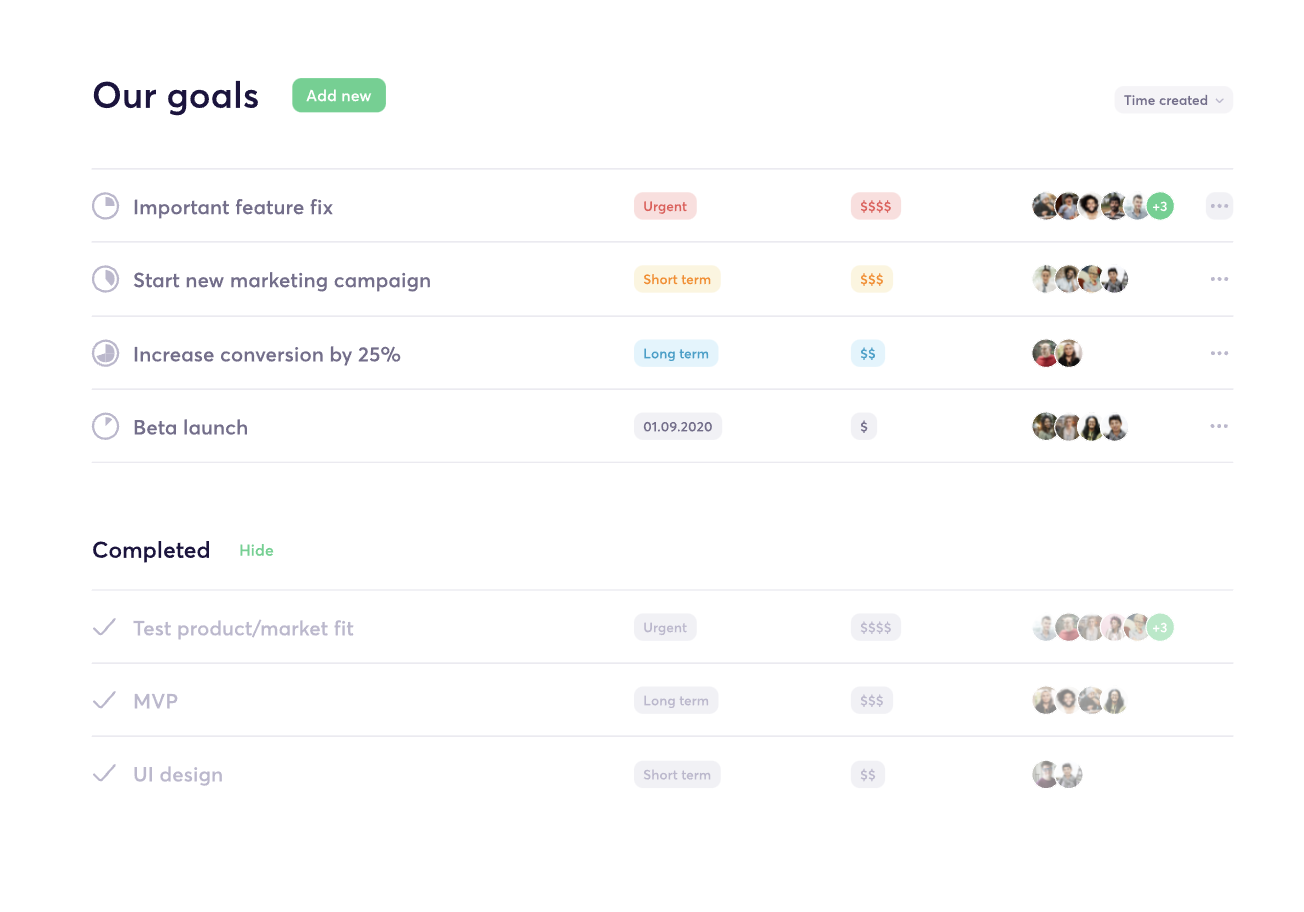 Our goals Add new Time created
Important feature fix Urgent $$$$ +3
Start new marketing campaign Short term $$$
Increase conversion by 25% Long term $$
Beta launch 01.09.2020 $
Completed Hide
Test product/market fit Urgent $$$$ +3
MVP Long term $$$
UI design Short term $$